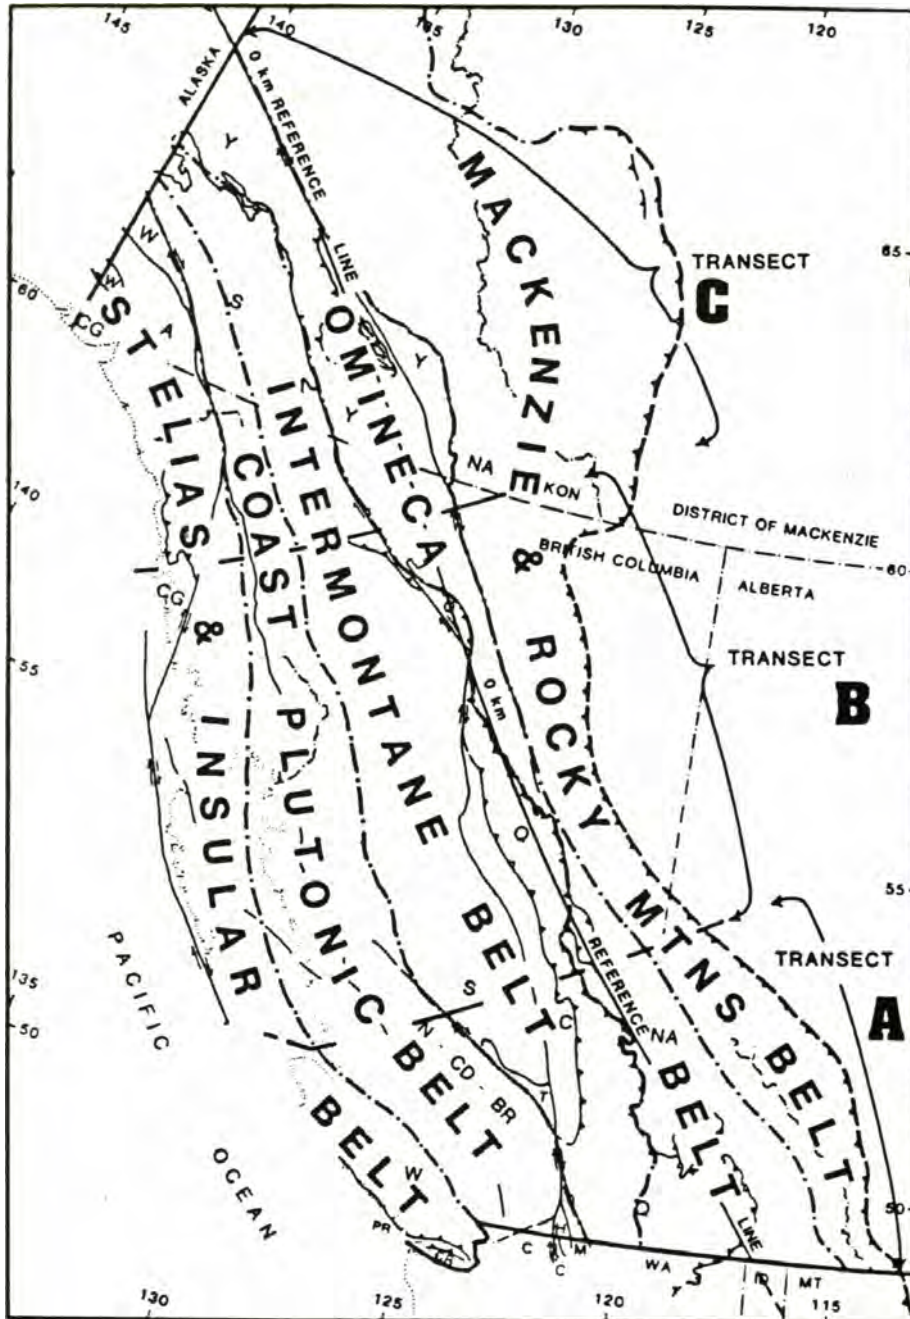 145
140
135
130
125
120
ALASKA
0 km REFERENCE
LINE
Y
Y
MACKENZIE
65
TRANSECT
C
60
W
W
CG
A
S
ST ELIAS
&
INSULAR
BELT
COAST PLUTONIC BELT
INTERMONTANE BELT
OMINECA
BELT
Y
Y
NA
KON
DISTRICT OF MACKENZIE
BRITISH COLUMBIA
ALBERTA
60
140
&
ROCKY
MTNS
BELT
CG
55
TRANSECT
B
0 km
Q
55
REFERENCE
TRANSECT
A
PACIFIC
OCEAN
135
50
S
N
CD
BR
C
T
NA
W
PR
50
C
H
M
C
WA
LINE
ID
MT
130
125
120
115